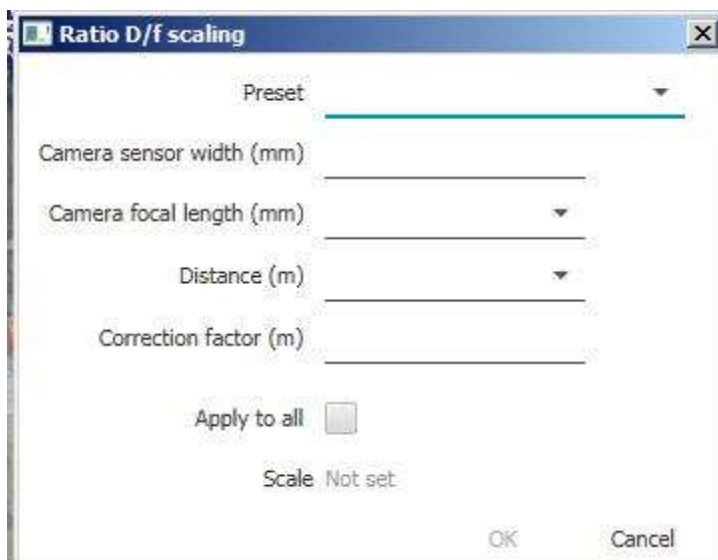 Ratio D/f scaling
Preset
Camera sensor width (mm)
Camera focal length (mm)
Distance (m)
Correction factor (m)
Apply to all
Scale Not set
OK Cancel